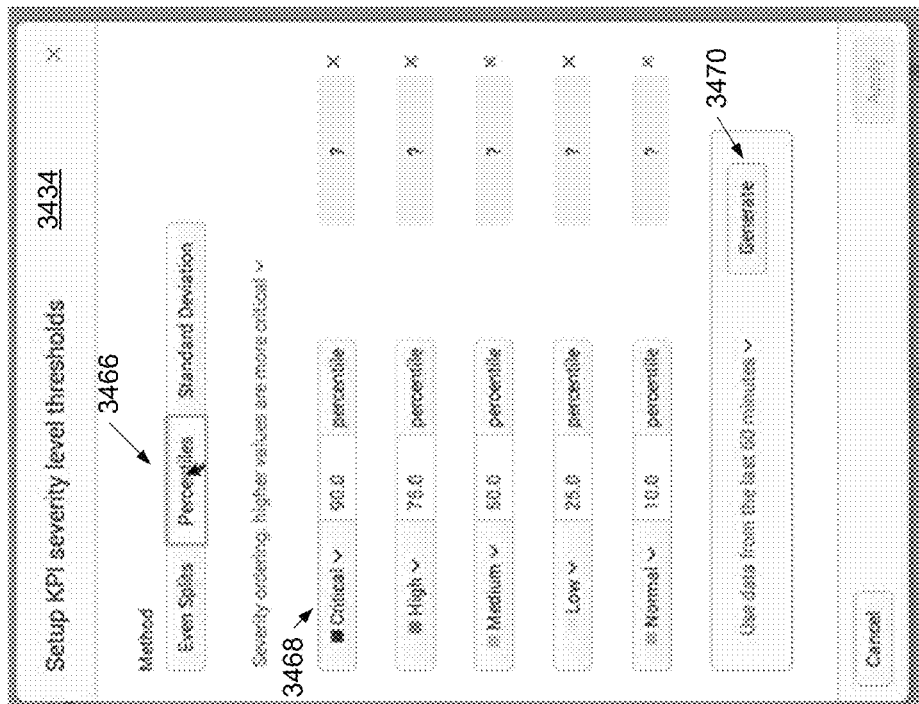 Setup KPI severity level thresholds 3434 ×
3466
Method
Even Splits Percentiles Standard Deviation
Severity ordering: higher values are more critical
3468
Critical 90.0 percentile ? ×
High 75.0 percentile ? ×
Medium 50.0 percentile ? ×
Low 25.0 percentile ? ×
Normal 10.0 percentile ? ×
3470
Use data from the last 60 minutes Generate
Cancel Apply